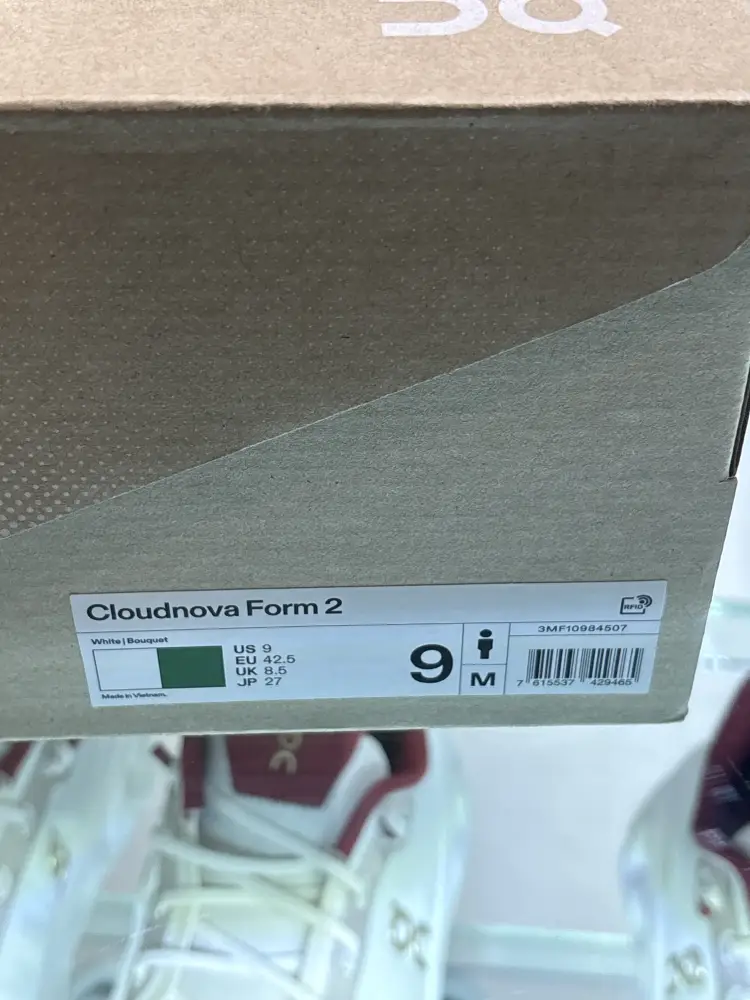 Cloudnova Form 2
RFID
White | Bouquet
US 9
EU 42.5
UK 8.5
JP 27
Made in Vietnam.
9
M
3MF10984507
7 615537 429465